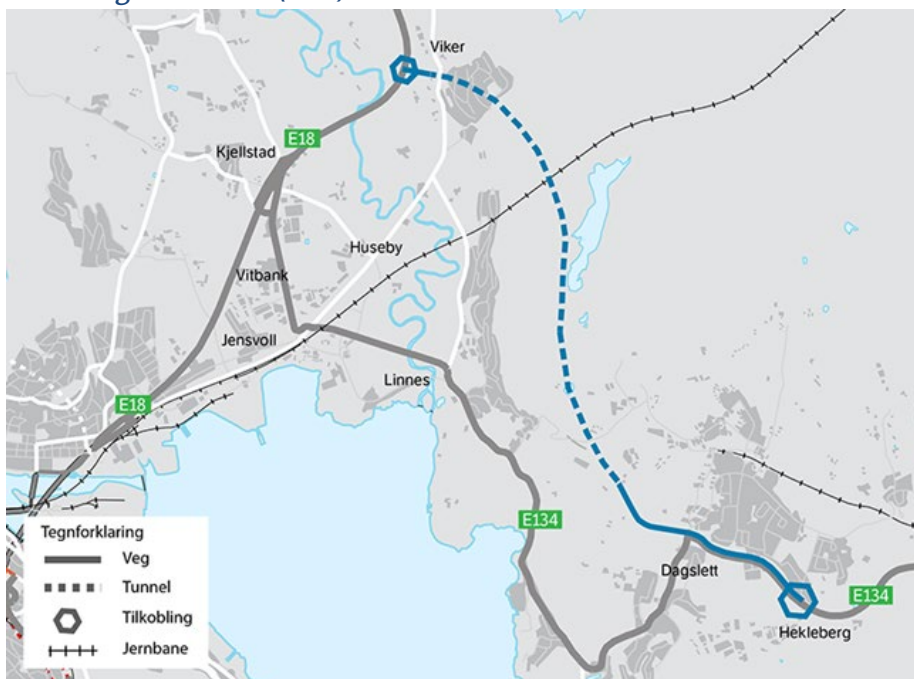 Viker
E18
Kjellstad
Huseby
Vitbank
Jensvoll
Linnes
E18
E134
Dagslett
E134
Hekleberg
Tegnforklaring
Veg
Tunnel
Tilkobling
Jernbane